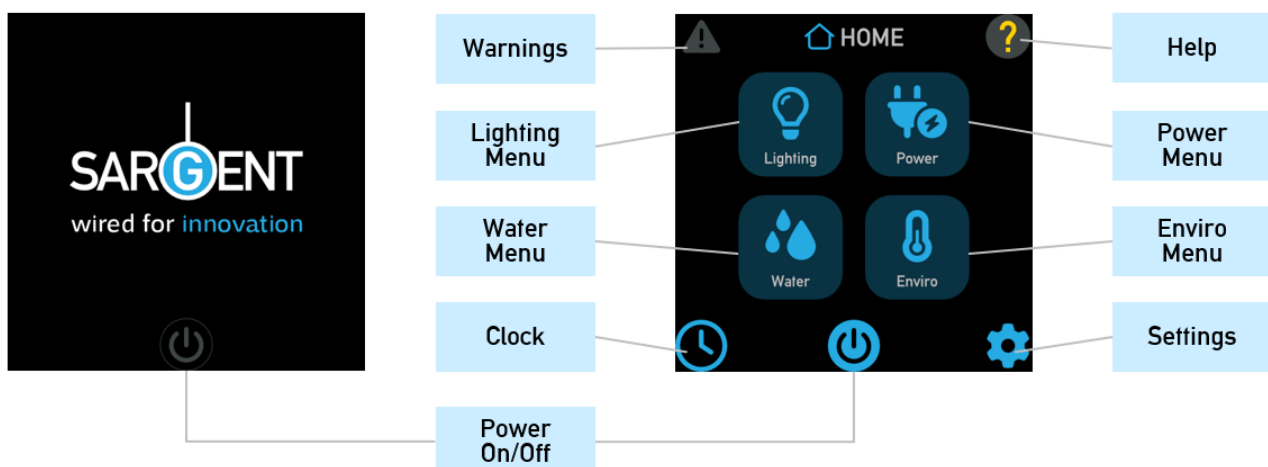 SARGENT
wired for innovation
Warnings
Lighting
Menu
Water
Menu
Clock
Power
On/Off
HOME
?
Lighting
Power
Water
Enviro
Help
Power
Menu
Enviro
Menu
Settings